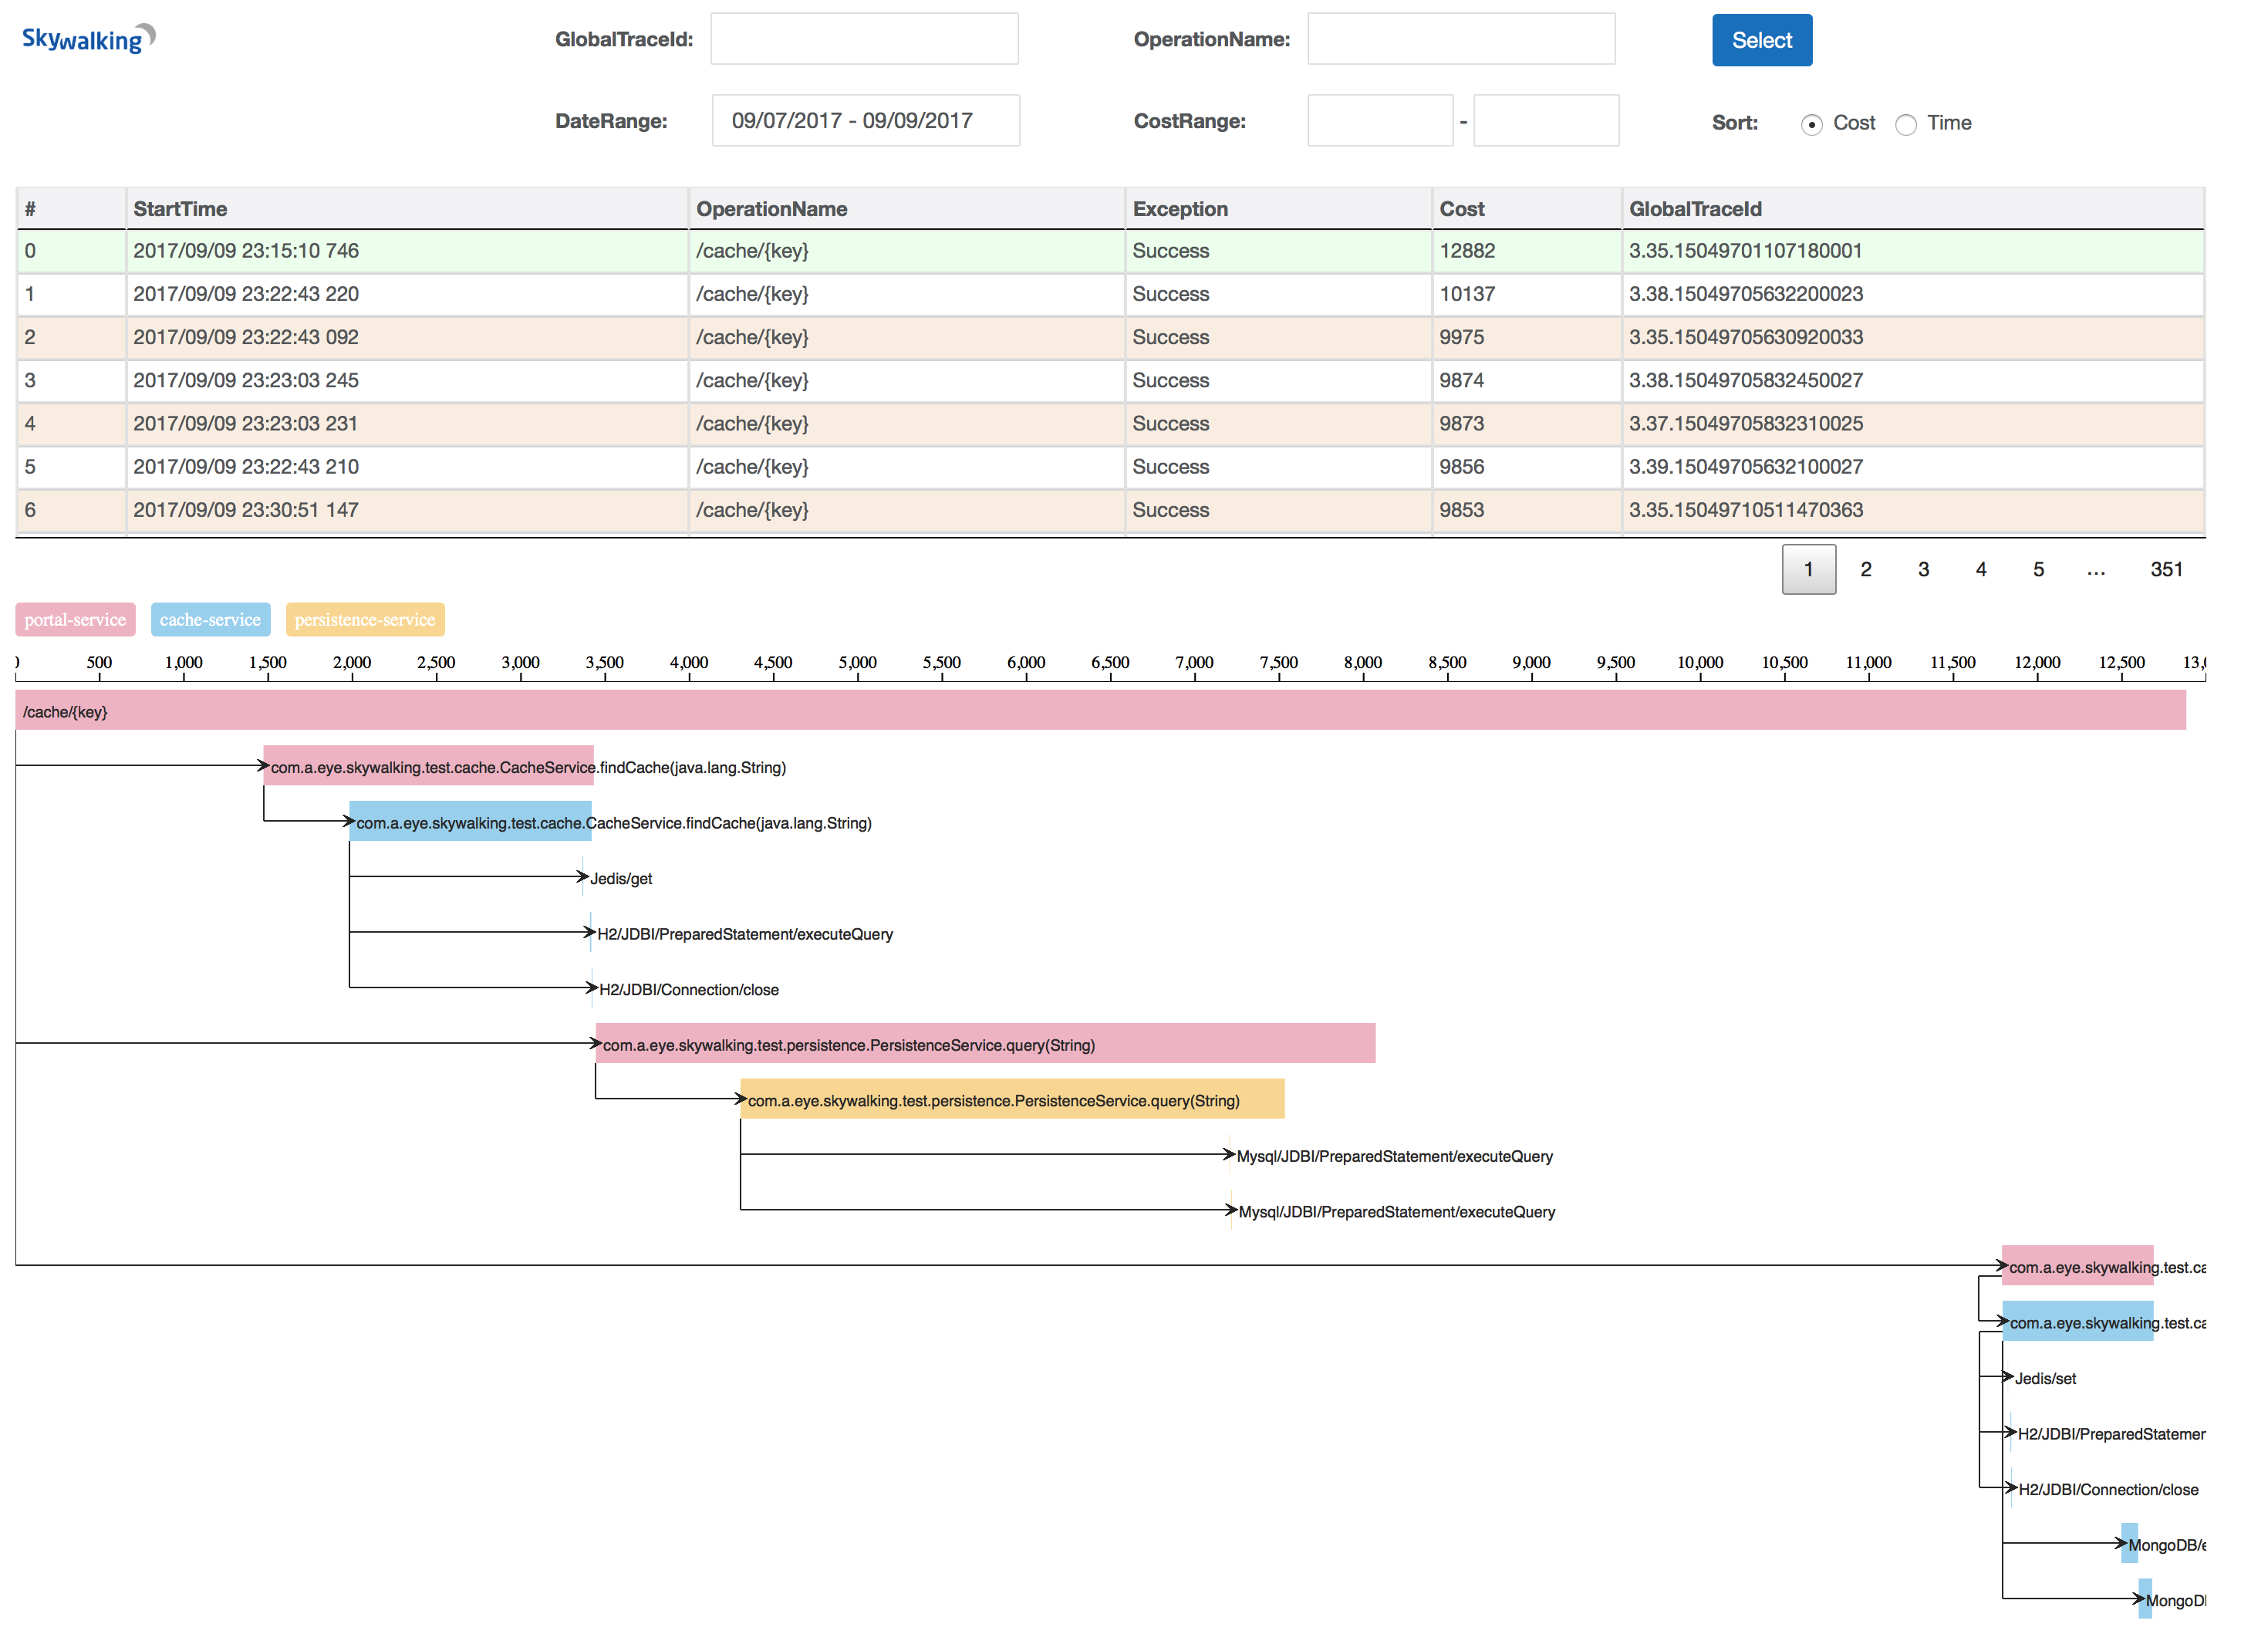 Skywalking
GlobalTraceId: OperationName: Select
DateRange: 09/07/2017 - 09/09/2017 CostRange: - Sort: Cost Time
# StartTime OperationName Exception Cost GlobalTraceId
0 2017/09/09 23:15:10 746 /cache/{key} Success 12882 3.35.15049701107180001
1 2017/09/09 23:22:43 220 /cache/{key} Success 10137 3.38.15049705632200023
2 2017/09/09 23:22:43 092 /cache/{key} Success 9975 3.35.15049705630920033
3 2017/09/09 23:23:03 245 /cache/{key} Success 9874 3.38.15049705832450027
4 2017/09/09 23:23:03 231 /cache/{key} Success 9873 3.37.15049705832310025
5 2017/09/09 23:22:43 210 /cache/{key} Success 9856 3.39.15049705632100027
6 2017/09/09 23:30:51 147 /cache/{key} Success 9853 3.35.15049710511470363
1 2 3 4 5 ... 351
portal-service cache-service persistence-service
500 1,000 1,500 2,000 2,500 3,000 3,500 4,000 4,500 5,000 5,500 6,000 6,500 7,000 7,500 8,000 8,500 9,000 9,500 10,000 10,500 11,000 11,500 12,000 12,500 13,
/cache/{key}
com.a.eye.skywalking.test.cache.CacheService.findCache(java.lang.String)
com.a.eye.skywalking.test.cache.CacheService.findCache(java.lang.String)
Jedis/get
H2/JDBI/PreparedStatement/executeQuery
H2/JDBI/Connection/close
com.a.eye.skywalking.test.persistence.PersistenceService.query(String)
com.a.eye.skywalking.test.persistence.PersistenceService.query(String)
Mysql/JDBI/PreparedStatement/executeQuery
Mysql/JDBI/PreparedStatement/executeQuery
com.a.eye.skywalking.test.ca
com.a.eye.skywalking.test.ca
Jedis/set
H2/JDBI/PreparedStatemen
H2/JDBI/Connection/close
MongoDB/
MongoD